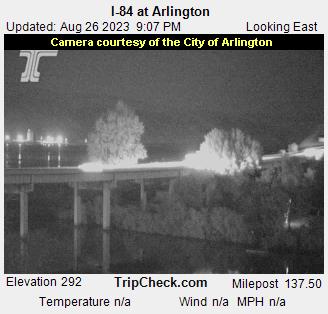 I-84 at Arlington
Updated: Aug 26 2023 9:07 PM Looking East
Camera courtesy of the City of Arlington
Elevation 292 TripCheck.com Milepost 137.50
Temperature n/a Wind n/a MPH n/a